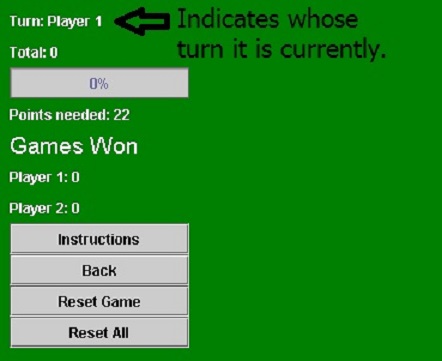 Turn: Player 1
Indicates whose
turn it is currently.
Total: 0
0%
Points needed: 22
Games Won
Player 1: 0
Player 2: 0
Instructions
Back
Reset Game
Reset All